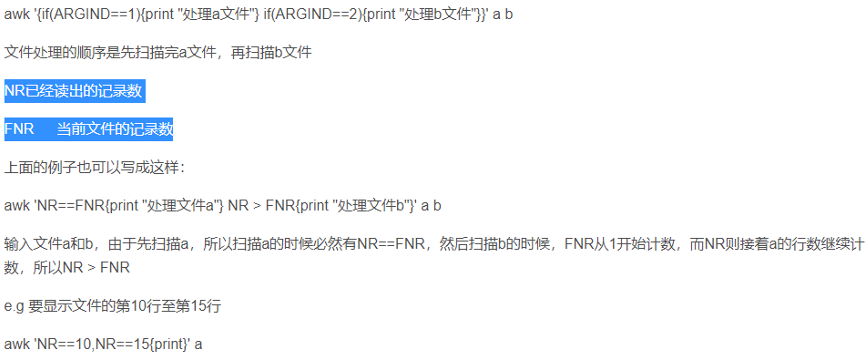 awk '{if(ARGIND==1){print "处理a文件"} if(ARGIND==2){print "处理b文件"}}' a b
文件处理的顺序是先扫描完a文件，再扫描b文件
NR已经读出的记录数
FNR 当前文件的记录数
上面的例子也可以写成这样：
awk 'NR==FNR{print "处理文件a"} NR > FNR{print "处理文件b"}' a b
输入文件a和b，由于先扫描a，所以扫描a的时候必然有NR==FNR，然后扫描b的时候，FNR从1开始计数，而NR则接着a的行数继续计
数，所以NR > FNR
e.g 要显示文件的第10行至第15行
awk 'NR==10,NR==15{print}' a